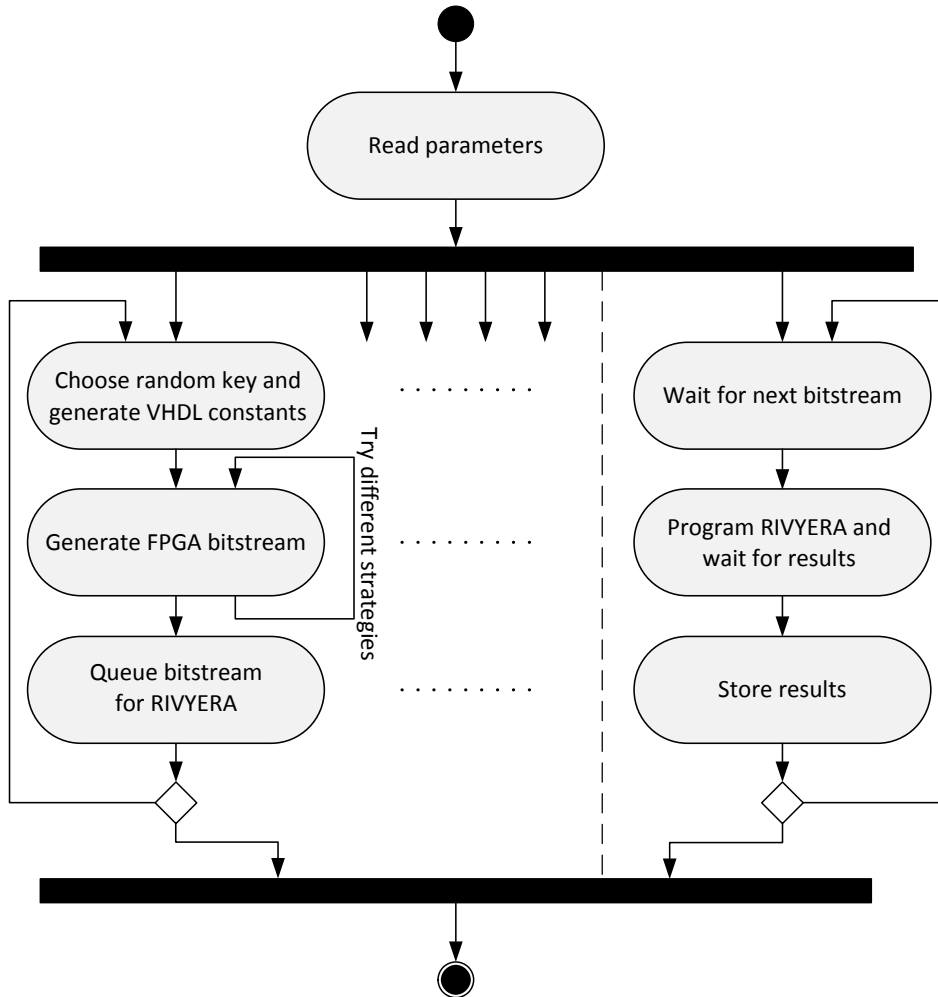 Read parameters
Choose random key and
generate VHDL constants
. . . . . . . . .
Wait for next bitstream
Try different strategies
Generate FPGA bitstream
. . . . . . . . .
Program RIVYERA and
wait for results
Queue bitstream
for RIVYERA
. . . . . . . . .
Store results